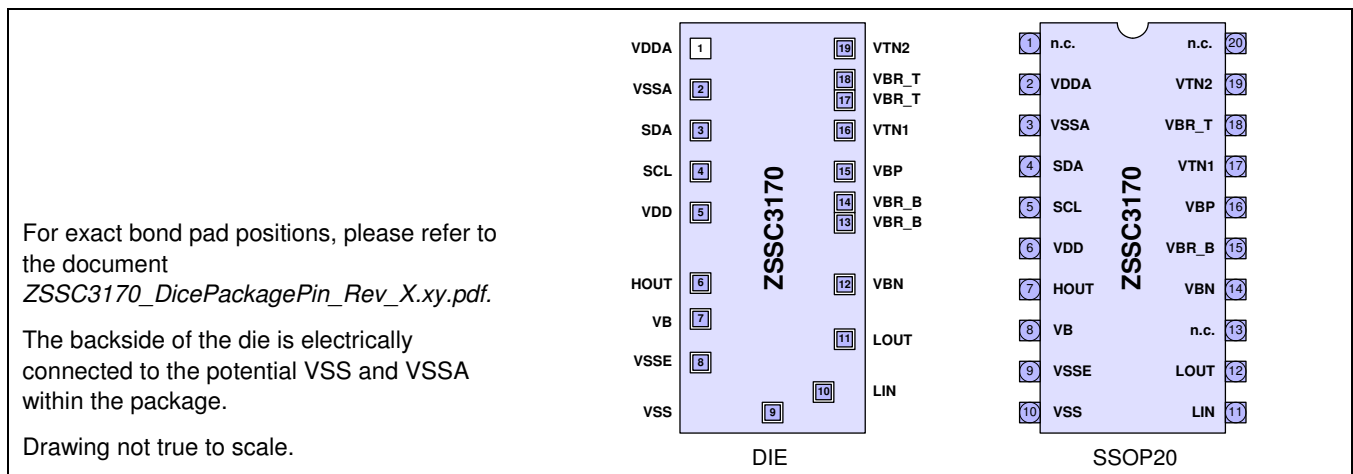 For exact bond pad positions, please refer to
the document
ZSSC3170_DicePackagePin_Rev_X.xy.pdf.
The backside of the die is electrically
connected to the potential VSS and VSSA
within the package.
Drawing not true to scale.
VDDA 1 19 VTN2
18 VBR_T
VSSA 2
17 VBR_T
SDA 3 16 VTN1
SCL 4 15 VBP
14 VBR_B
VDD 5
13 VBR_B
ZSSC3170
HOUT 6 12 VBN
VB 7
11 LOUT
VSSE 8
10 LIN
VSS 9
DIE
1 n.c. n.c. 20
2 VDDA VTN2 19
3 VSSA VBR_T 18
4 SDA VTN1 17
5 SCL VBP 16
6 VDD VBR_B 15
ZSSC3170
7 HOUT VBN 14
8 VB n.c. 13
9 VSSE LOUT 12
10 VSS LIN 11
SSOP20